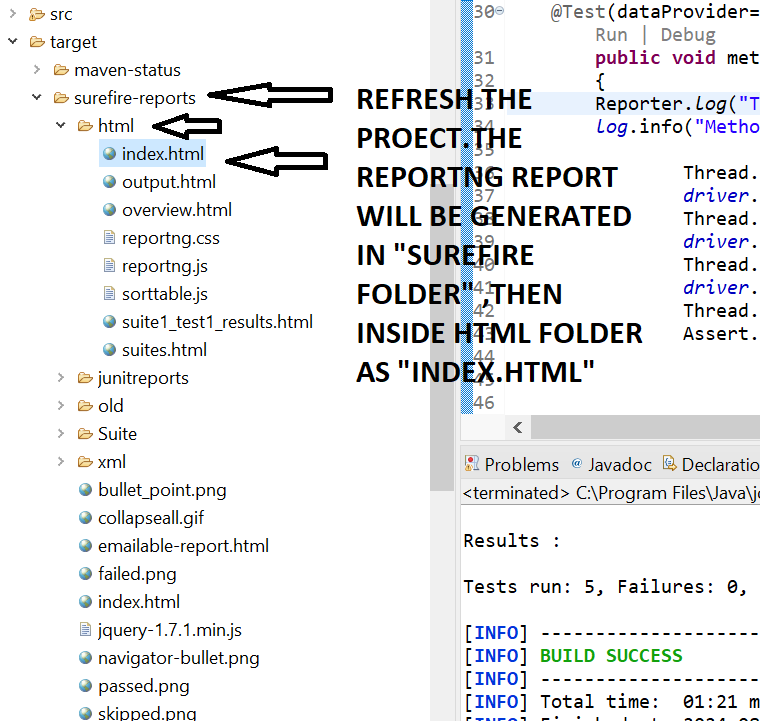 src
target
maven-status
surefire-reports
html
index.html
output.html
overview.html
reportng.css
reportng.js
sorttable.js
suite1_test1_results.html
suites.html
junitreports
old
Suite
xml
bullet_point.png
collapseall.gif
emailable-report.html
failed.png
index.html
jquery-1.7.1.min.js
navigator-bullet.png
passed.png
skipped.png
REFRESH THE
PROECT.THE
REPORTNG REPORT
WILL BE GENERATED
IN "SUREFIRE
FOLDER" ,THEN
INSIDE HTML FOLDER
AS "INDEX.HTML"
30 @Test(dataProvider=
Run | Debug
31 public void met
32 {
33 Reporter.log("T
34 log.info("Metho
35
36 Thread.
37 driver.
38 Thread.
39 driver.
40 Thread.
41 driver.
42 Thread.
43 Assert.
44
45
46
Problems @ Javadoc Declaratio
<terminated> C:\Program Files\Java\j
Results :
Tests run: 5, Failures: 0,
[INFO] --------------------
[INFO] BUILD SUCCESS
[INFO] --------------------
[INFO] Total time: 01:21 m